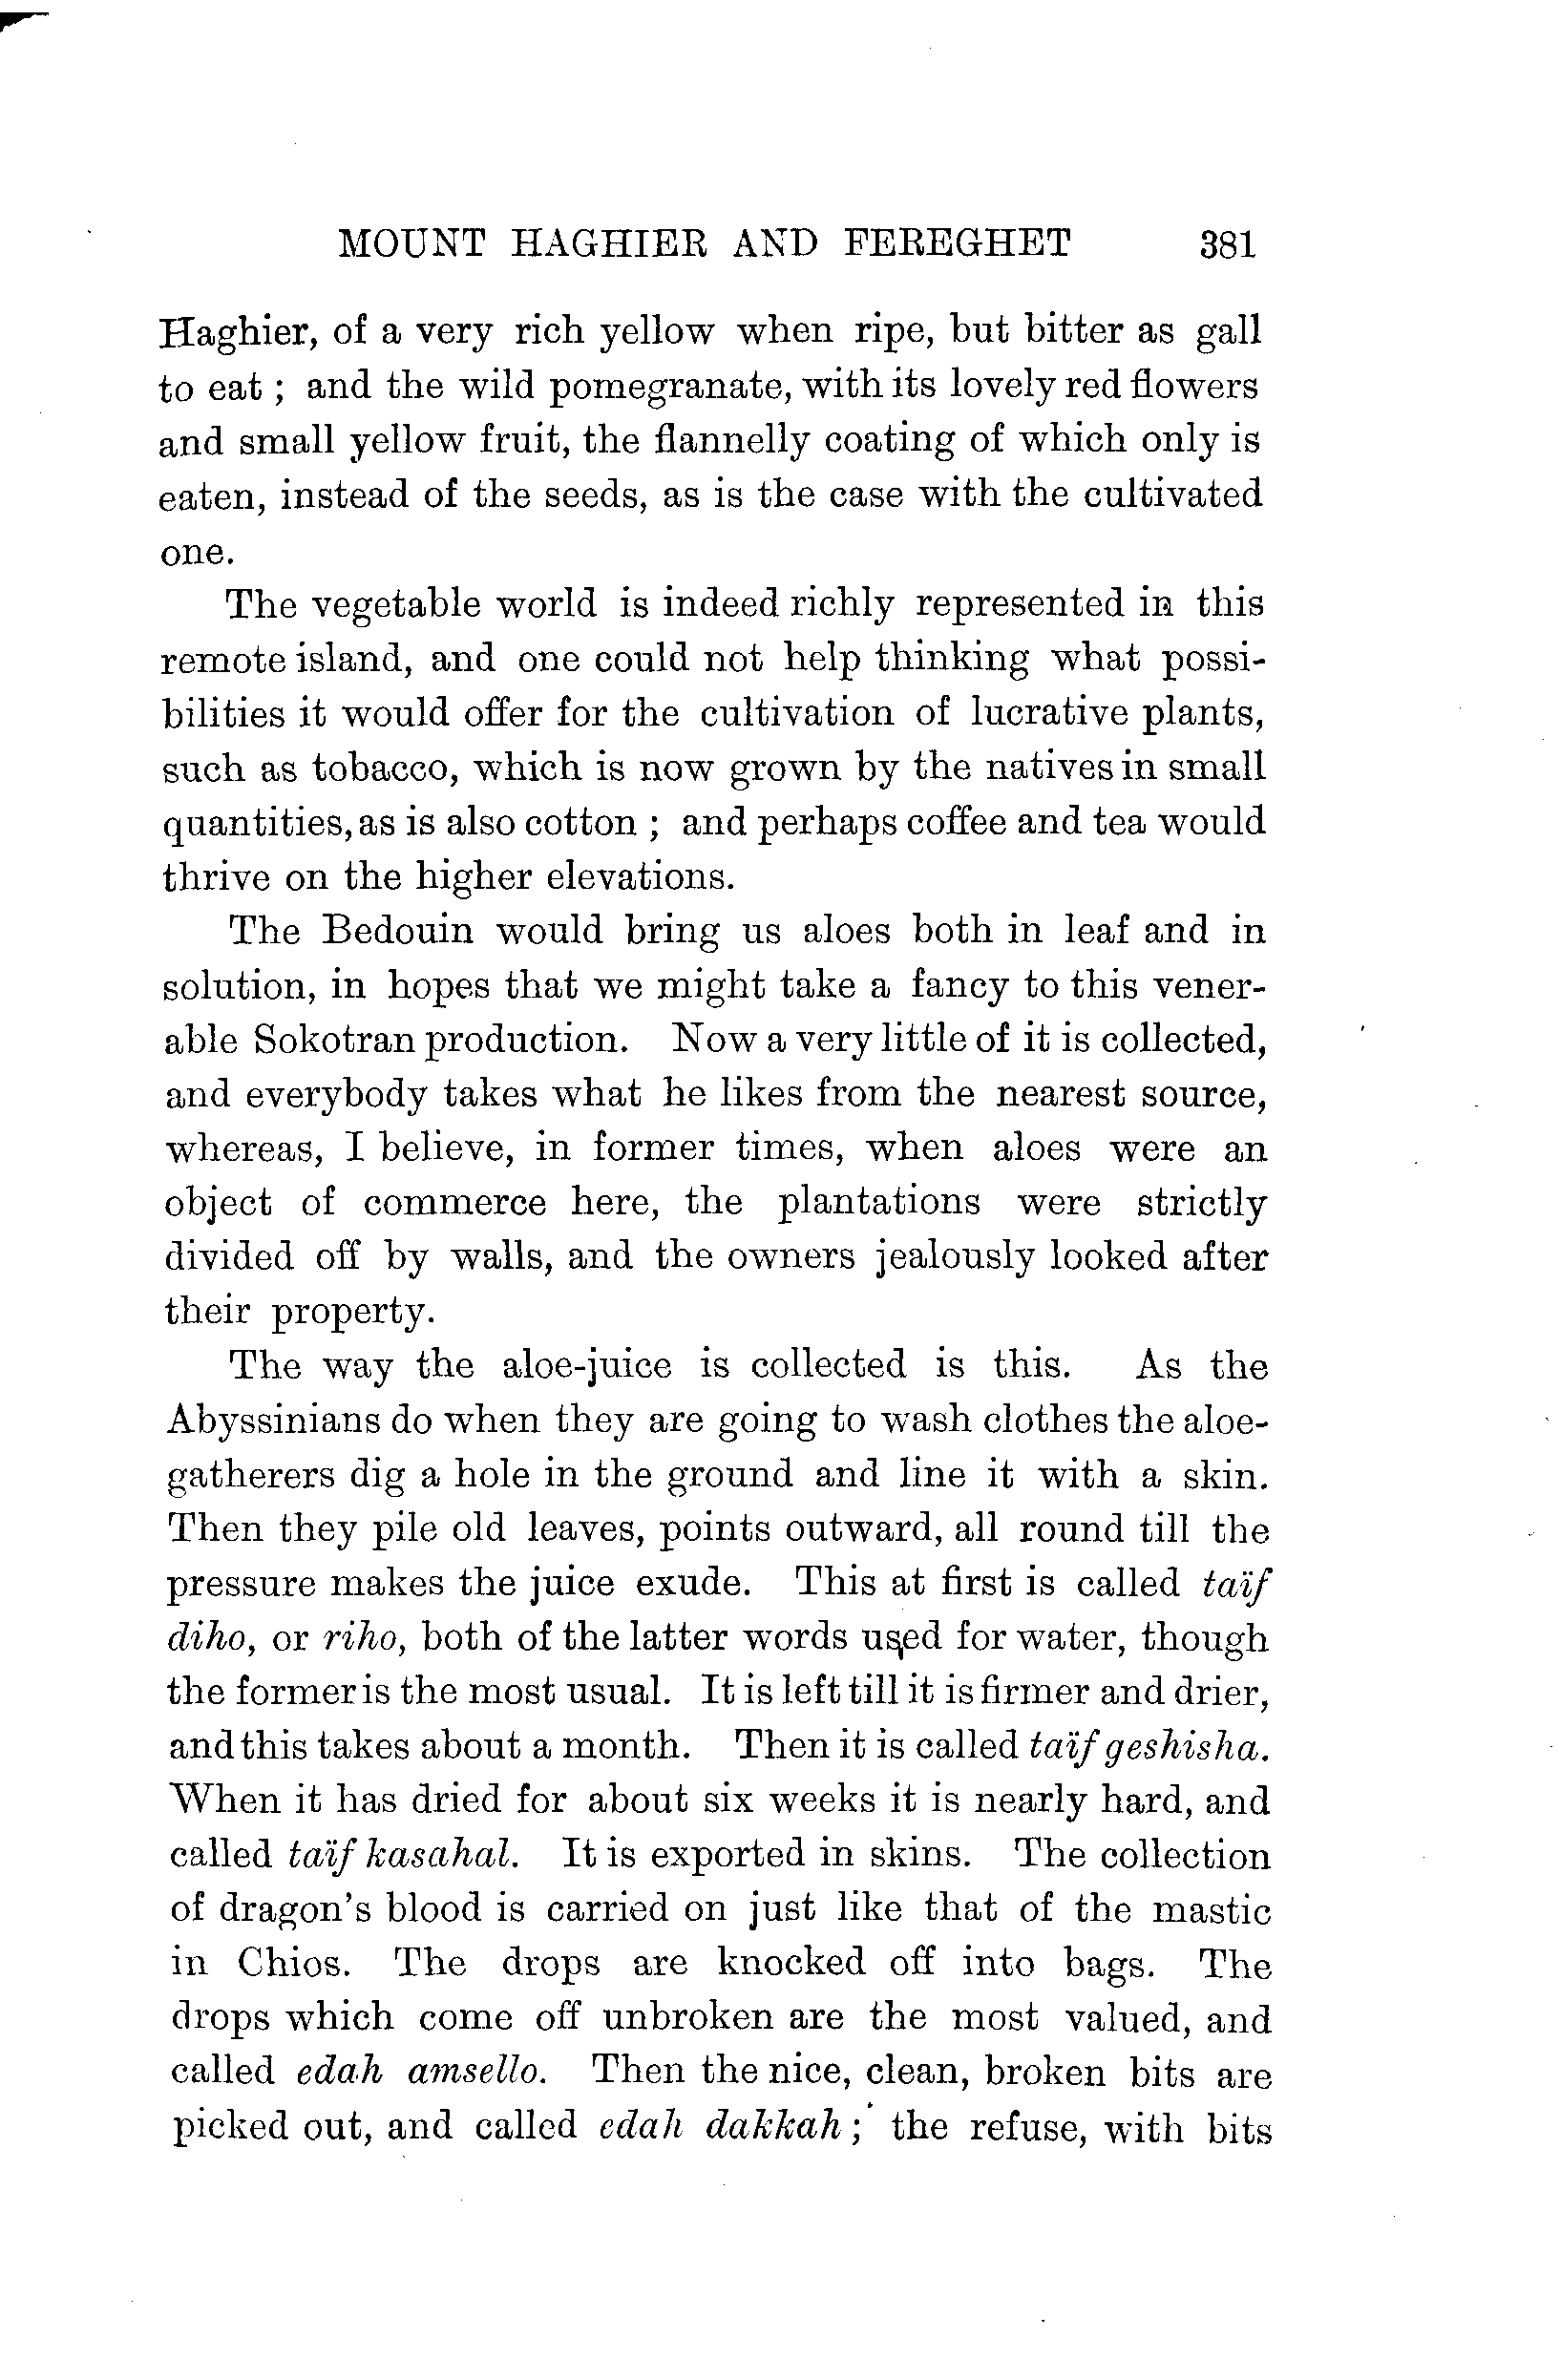 MOUNT HAGHIER AND FEREGHET 381
Haghier, of a very rich yellow when ripe, but bitter as gall
to eat ; and the wild pomegranate, with its lovely red flowers
and small yellow fruit, the flannelly coating of which only is
eaten, instead of the seeds, as is the case with the cultivated
one.
The vegetable world is indeed richly represented in this
remote island, and one could not help thinking what possi-
bilities it would offer for the cultivation of lucrative plants,
such as tobacco, which is now grown by the natives in small
quantities, as is also cotton ; and perhaps coffee and tea would
thrive on the higher elevations.
The Bedouin would bring us aloes both in leaf and in
solution, in hopes that we might take a fancy to this vener-
able Sokotran production. Now a very little of it is collected,
and everybody takes what he likes from the nearest source,
whereas, I believe, in former times, when aloes were an
object of commerce here, the plantations were strictly
divided off by walls, and the owners jealously looked after
their property.
The way the aloe-juice is collected is this. As the
Abyssinians do when they are going to wash clothes the aloe-
gatherers dig a hole in the ground and line it with a skin.
Then they pile old leaves, points outward, all round till the
pressure makes the juice exude. This at first is called taïf
diho, or riho, both of the latter words used for water, though
the former is the most usual. It is left till it is firmer and drier,
and this takes about a month. Then it is called taïf geshisha.
When it has dried for about six weeks it is nearly hard, and
called taïf kasahal. It is exported in skins. The collection
of dragon's blood is carried on just like that of the mastic
in Chios. The drops are knocked off into bags. The
drops which come off unbroken are the most valued, and
called edah amsello. Then the nice, clean, broken bits are
picked out, and called edah dakkah ; the refuse, with bits